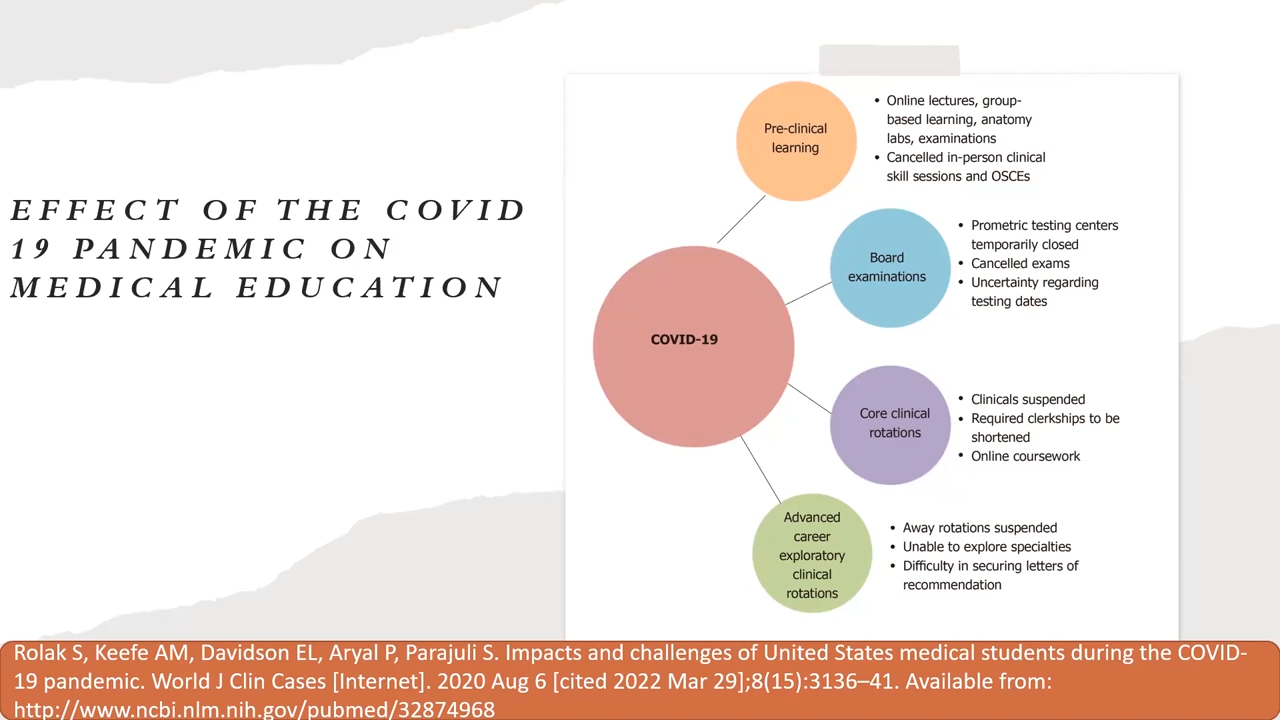 EFFECT OF THE COVID
19 PANDEMIC ON
MEDICAL EDUCATION
COVID-19
Pre-clinical
learning
• Online lectures, group-
based learning, anatomy
labs, examinations
• Cancelled in-person clinical
skill sessions and OSCEs
Board
examinations
• Prometric testing centers
temporarily closed
• Cancelled exams
• Uncertainty regarding
testing dates
Core clinical
rotations
• Clinicals suspended
• Required clerkships to be
shortened
• Online coursework
Advanced
career
exploratory
clinical
rotations
• Away rotations suspended
• Unable to explore specialties
• Difficulty in securing letters of
recommendation
Rolak S, Keefe AM, Davidson EL, Aryal P, Parajuli S. Impacts and challenges of United States medical students during the COVID-
19 pandemic. World J Clin Cases [Internet]. 2020 Aug 6 [cited 2022 Mar 29];8(15):3136–41. Available from:
http://www.ncbi.nlm.nih.gov/pubmed/32874968